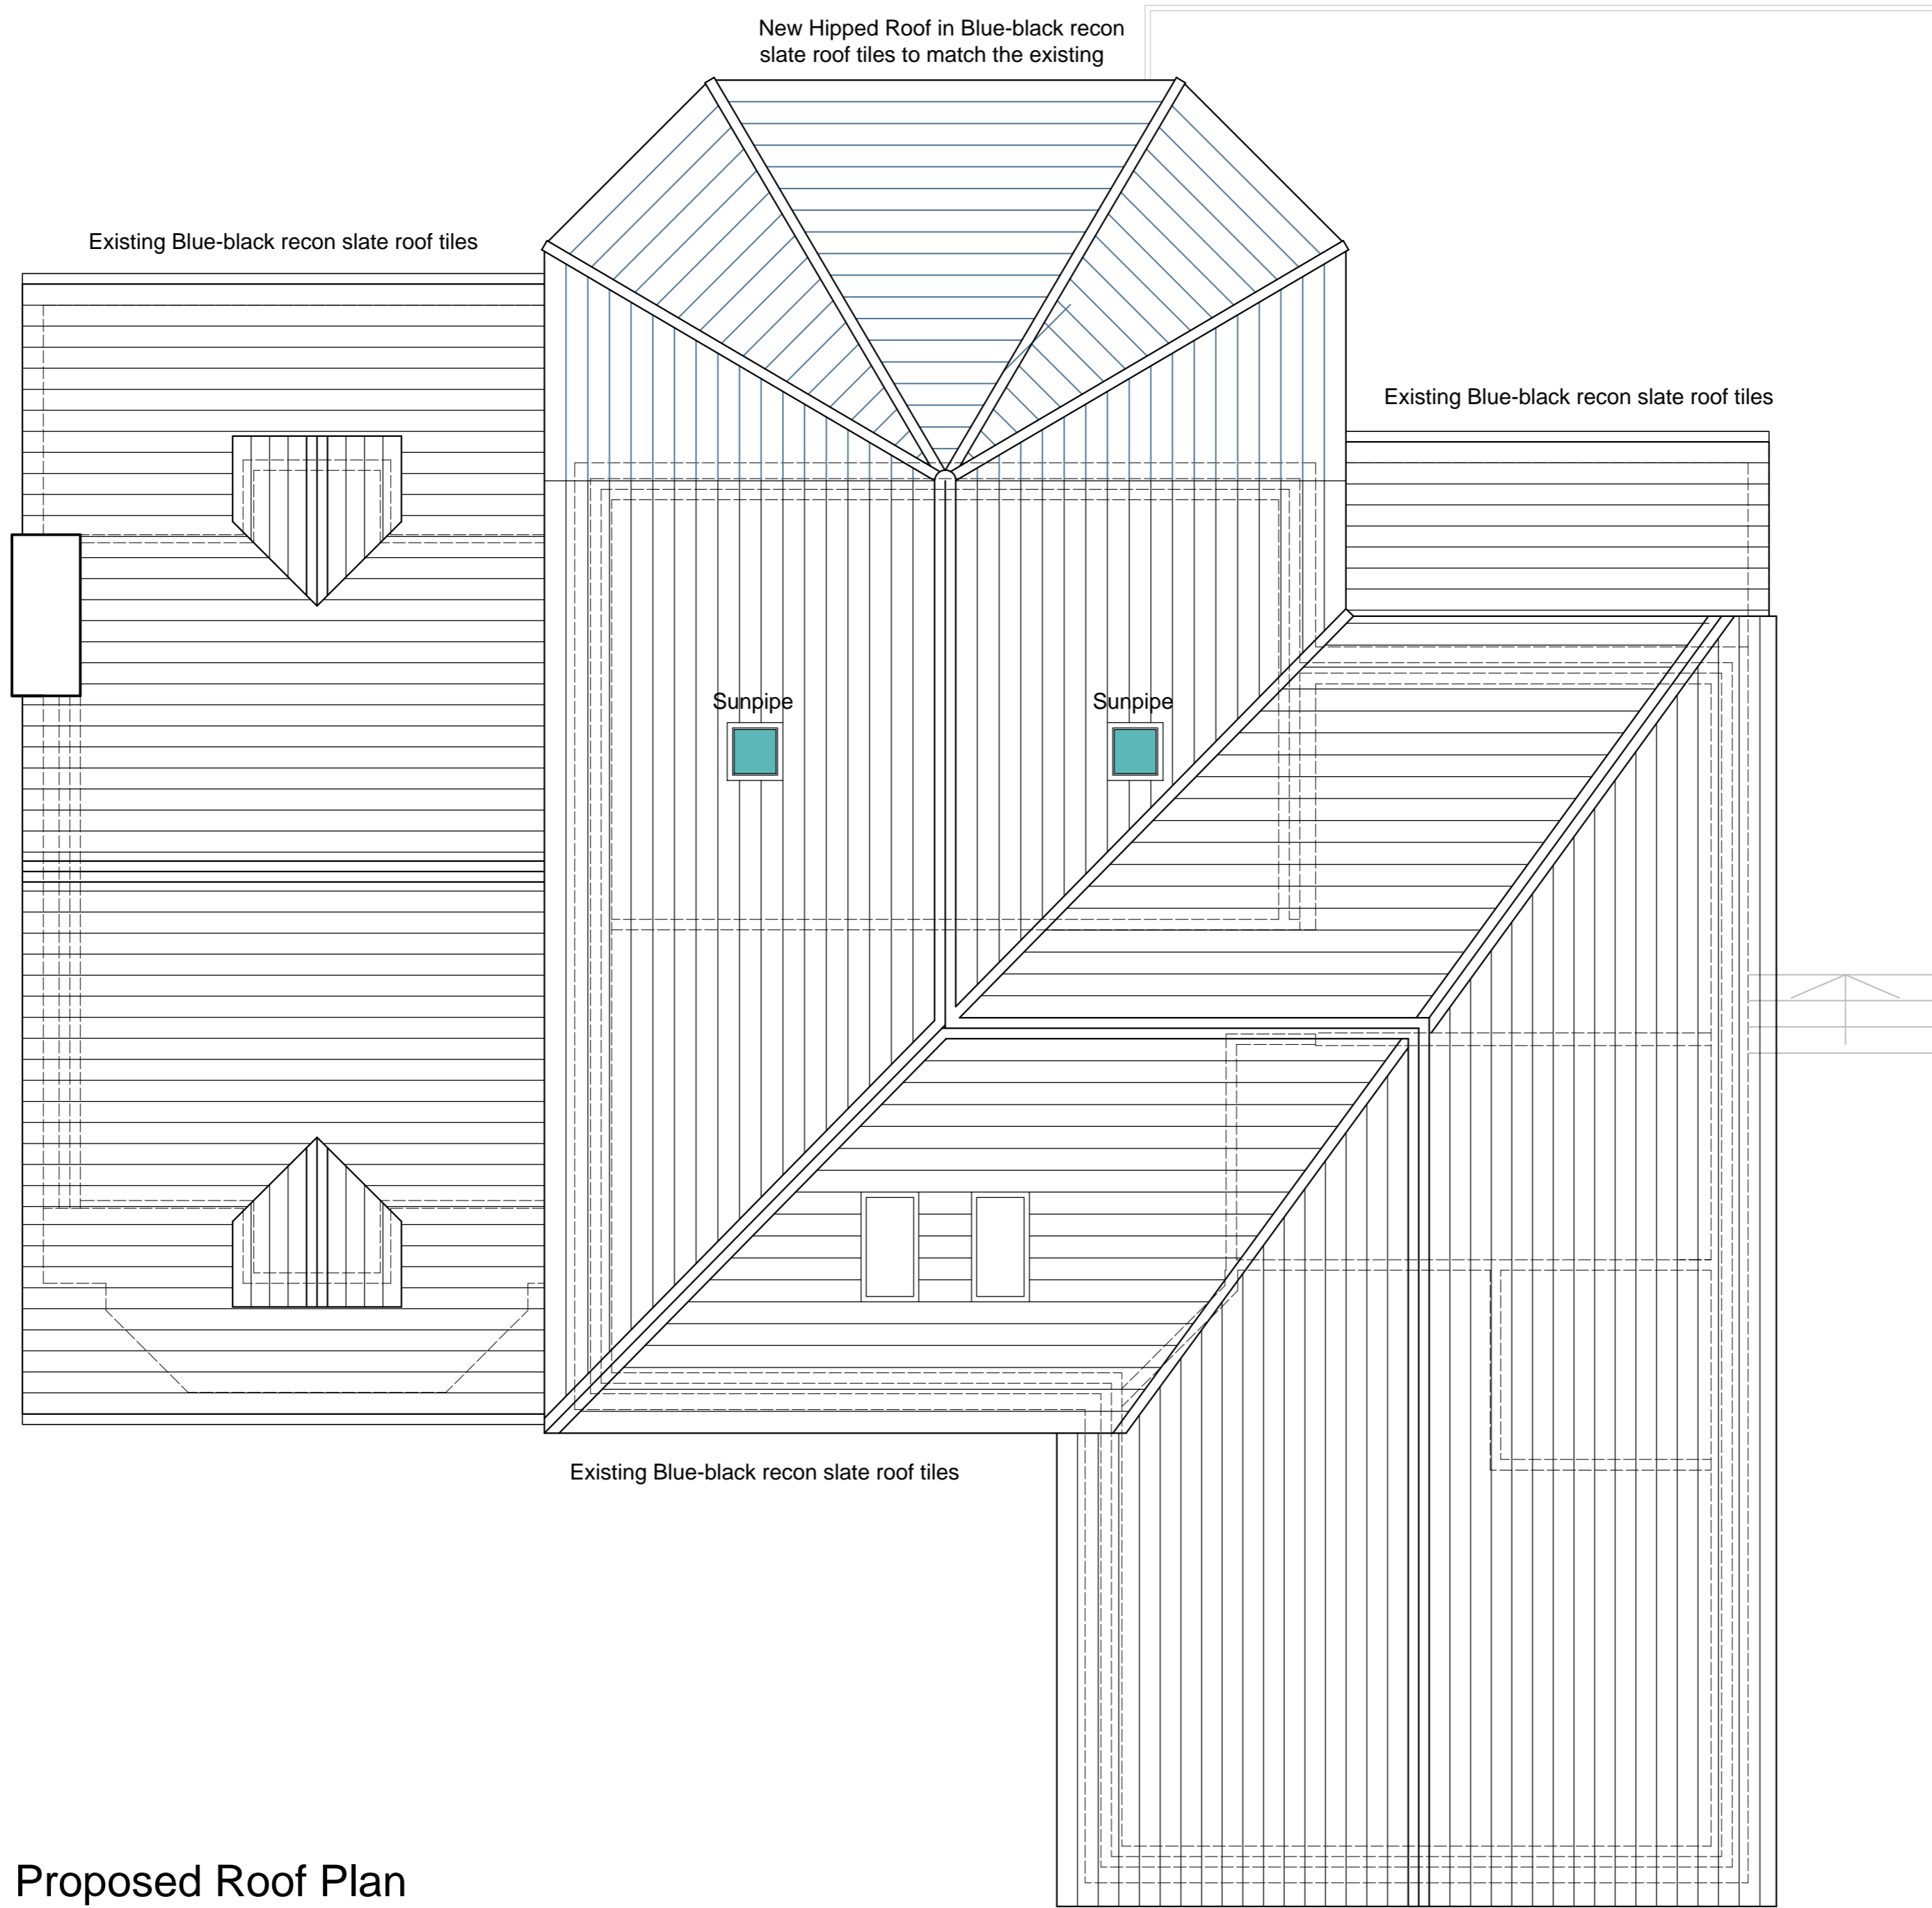 New Hipped Roof in Blue-black recon
slate roof tiles to match the existing
Existing Blue-black recon slate roof tiles
Existing Blue-black recon slate roof tiles
Sunpipe
Sunpipe
Existing Blue-black recon slate roof tiles
Proposed Roof Plan